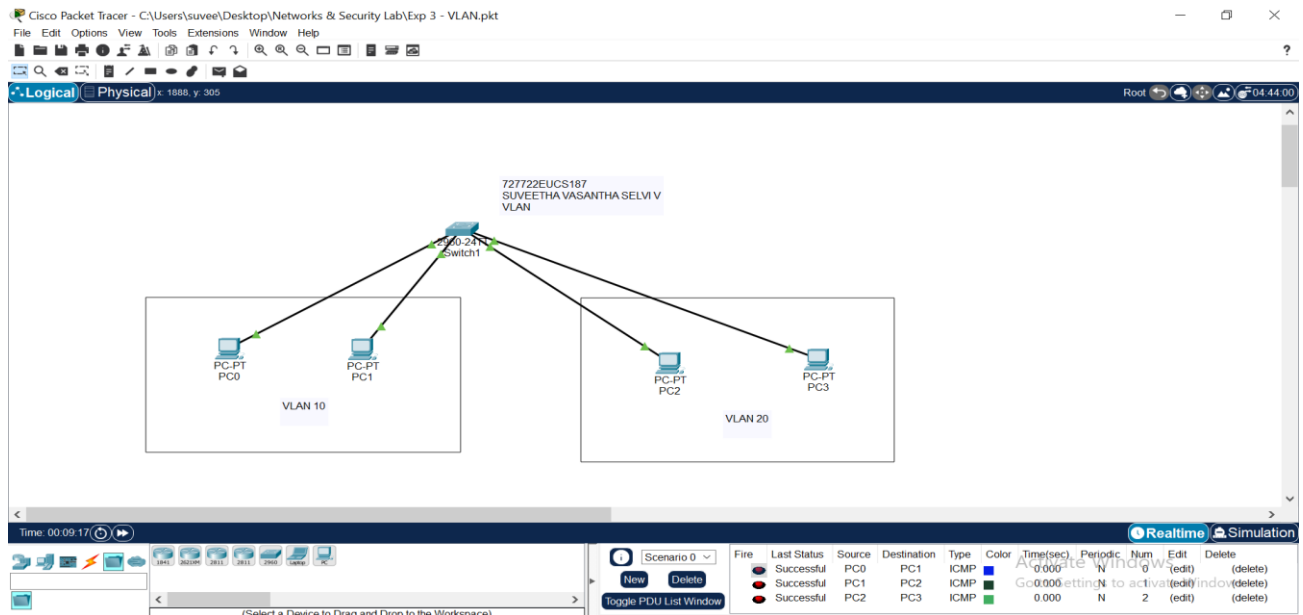 Cisco Packet Tracer - C:\Users\suvee\Desktop\Networks & Security Lab\Exp 3 - VLAN.pkt
File Edit Options View Tools Extensions Window Help
?
Logical Physical x: 1888, y: 305 Root 04:44:00
727722EUCS187
SUVEETHA VASANTHA SELVI V
VLAN
Switch1
PC-PT
PC0
PC-PT
PC1
PC-PT
PC2
PC-PT
PC3
VLAN 10
VLAN 20
Time: 00:09:17 Realtime Simulation
1841 2811 2811 2960 Laptop PC
(Select a Device to Drag and Drop to the Workspace)
Scenario 0
New Delete
Toggle PDU List Window
Fire Last Status Source Destination Type Color Time(sec) Periodic Num Edit Delete
Successful PC0 PC1 ICMP 0.000 N 0 (edit) (delete)
Successful PC1 PC2 ICMP 0.000 N 1 (edit) (delete)
Successful PC2 PC3 ICMP 0.000 N 2 (edit) (delete)
Activate Windows